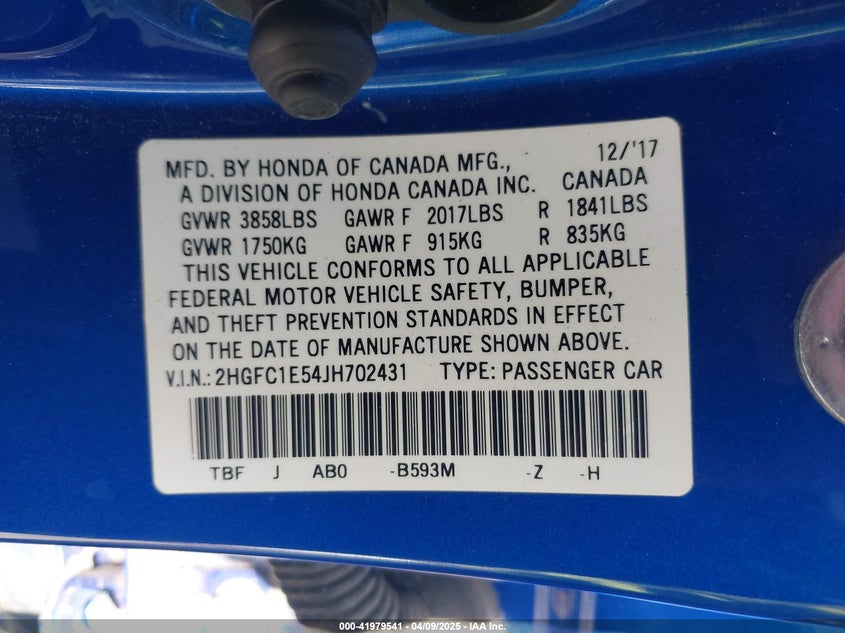 MFD. BY HONDA OF CANADA MFG., 12/'17
A DIVISION OF HONDA CANADA INC. CANADA
GVWR 3858LBS GAWR F 2017LBS R 1841LBS
GVWR 1750KG GAWR F 915KG R 835KG
THIS VEHICLE CONFORMS TO ALL APPLICABLE
FEDERAL MOTOR VEHICLE SAFETY, BUMPER,
AND THEFT PREVENTION STANDARDS IN EFFECT
ON THE DATE OF MANUFACTURE SHOWN ABOVE.
V.I.N.: 2HGFC1E54JH702431 TYPE: PASSENGER CAR
TBF J AB0 -B593M -Z -H
000-41979541 04/09/2025 - IAA Inc.